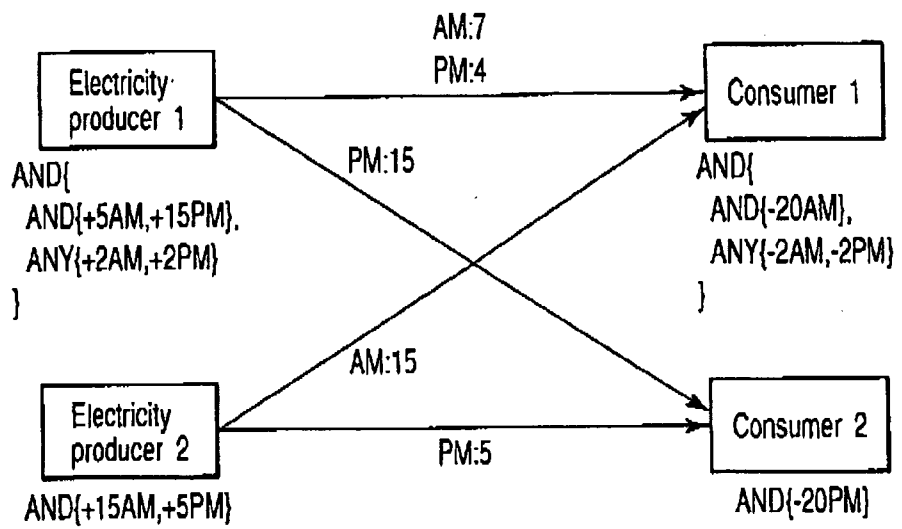 AM:7
PM:4
Electricity
producer 1
Consumer 1
AND{
AND{+5AM,+15PM},
ANY{+2AM,+2PM}
}
PM:15
AND{
AND{-20AM},
ANY{-2AM,-2PM}
}
AM:15
Electricity
producer 2
PM:5
Consumer 2
AND{+15AM,+5PM}
AND{-20PM}